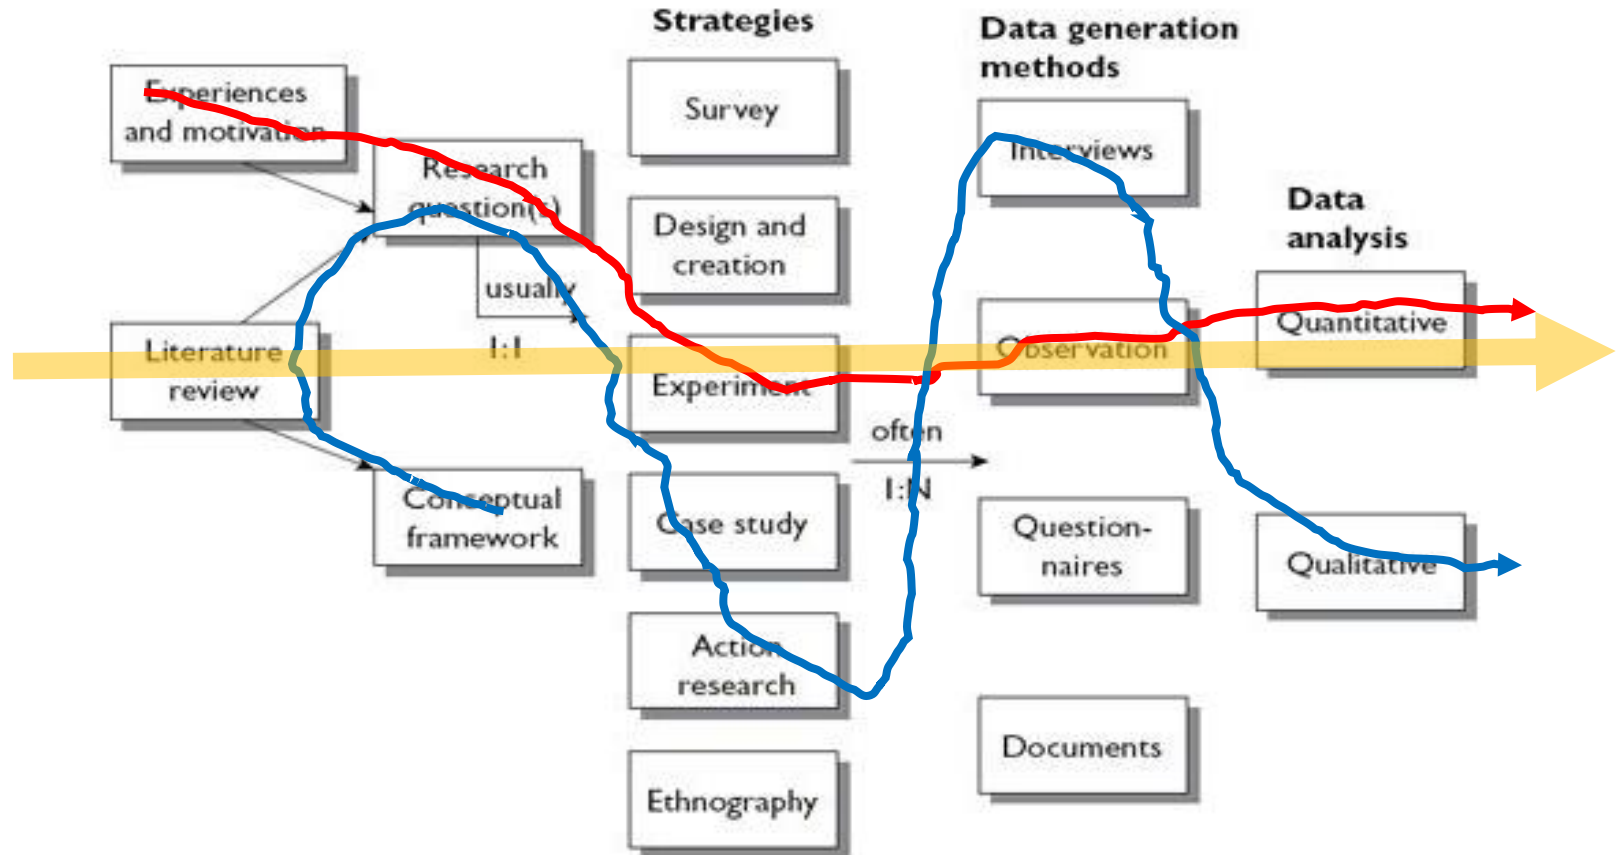 Strategies
Data generation
methods
Experiences
and motivation
Survey
Interviews
Research
question(s)
Data
analysis
Design and
creation
usually
1:1
Literature
review
Quantitative
Observation
Experiment
often
1:N
Conceptual
framework
Case study
Question-
naires
Qualitative
Action
research
Documents
Ethnography